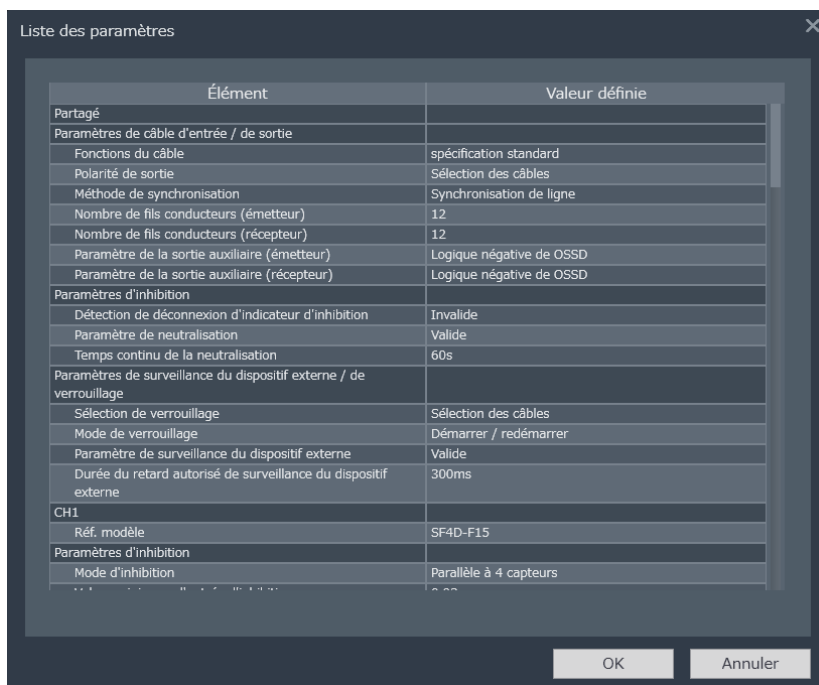 Liste des paramètres
Élément Valeur définie
Partagé
Paramètres de câble d'entrée / de sortie
Fonctions du câble spécification standard
Polarité de sortie Sélection des câbles
Méthode de synchronisation Synchronisation de ligne
Nombre de fils conducteurs (émetteur) 12
Nombre de fils conducteurs (récepteur) 12
Paramètre de la sortie auxiliaire (émetteur) Logique négative de OSSD
Paramètre de la sortie auxiliaire (récepteur) Logique négative de OSSD
Paramètres d'inhibition
Détection de déconnexion d'indicateur d'inhibition Invalide
Paramètre de neutralisation Valide
Temps continu de la neutralisation 60s
Paramètres de surveillance du dispositif externe / de
verrouillage
Sélection de verrouillage Sélection des câbles
Mode de verrouillage Démarrer / redémarrer
Paramètre de surveillance du dispositif externe Valide
Durée du retard autorisé de surveillance du dispositif 300ms
externe
CH1
Réf. modèle SF4D-F15
Paramètres d'inhibition
Mode d'inhibition Parallèle à 4 capteurs
OK Annuler